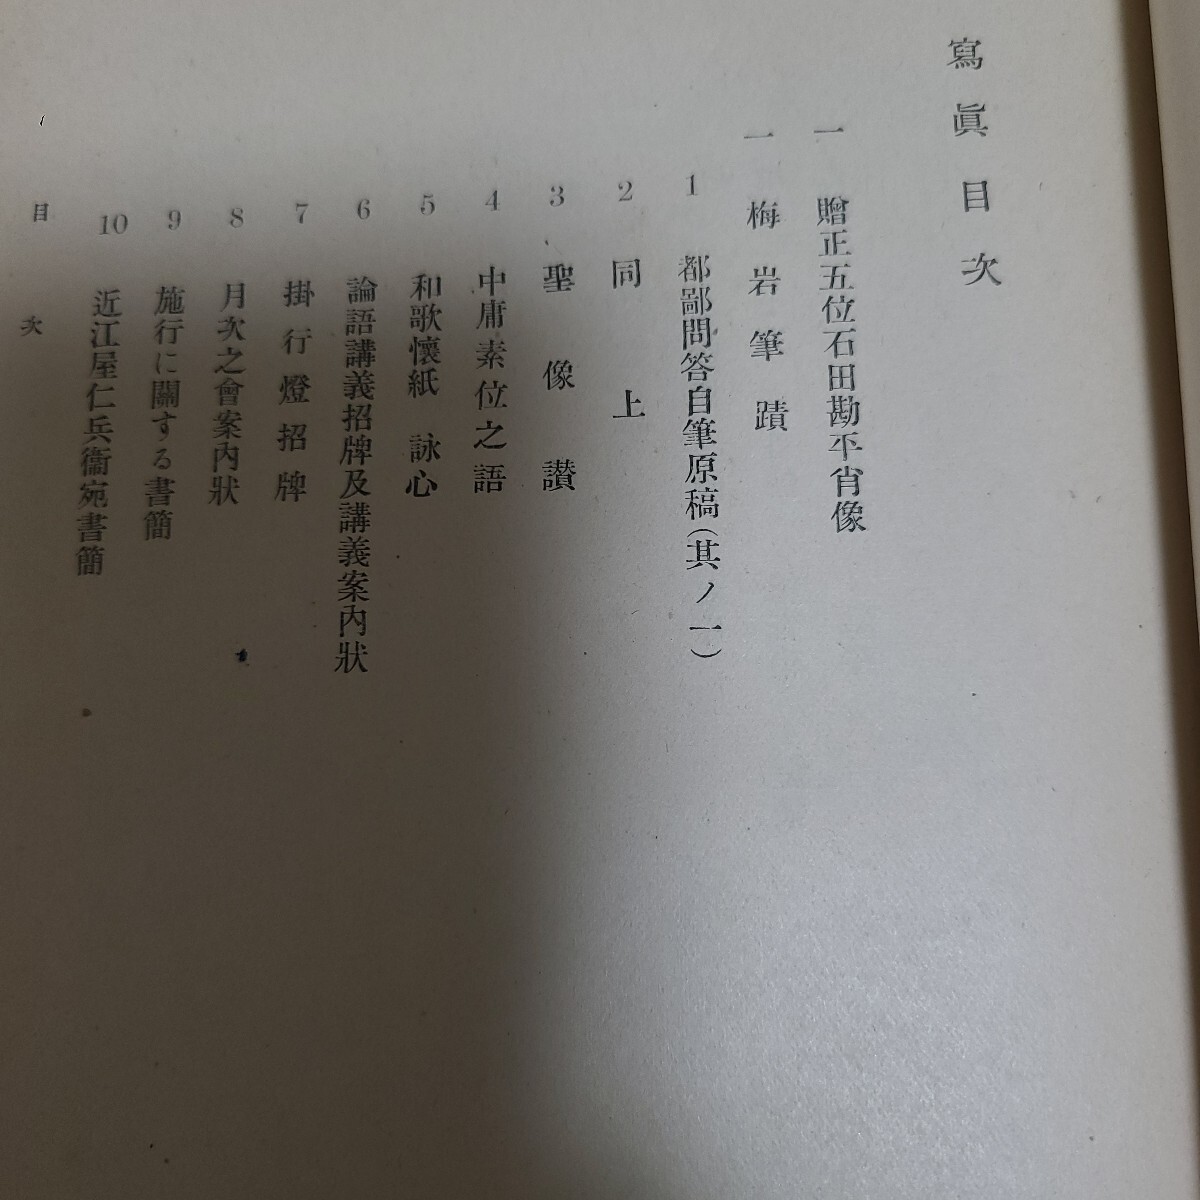 寫眞目次
一 贈正五位石田勘平肖像
一 梅岩筆蹟
1 都鄙問答自筆原稿(其ノ一)
2 同上
3 聖像讃
4 中庸素位之語
5 和歌懷紙 詠心
6 論語講義招牌及講義案內狀
7 掛行燈招牌
8 月次之會案內狀
9 施行に關する書簡
10 近江屋仁兵衞宛書簡
目次